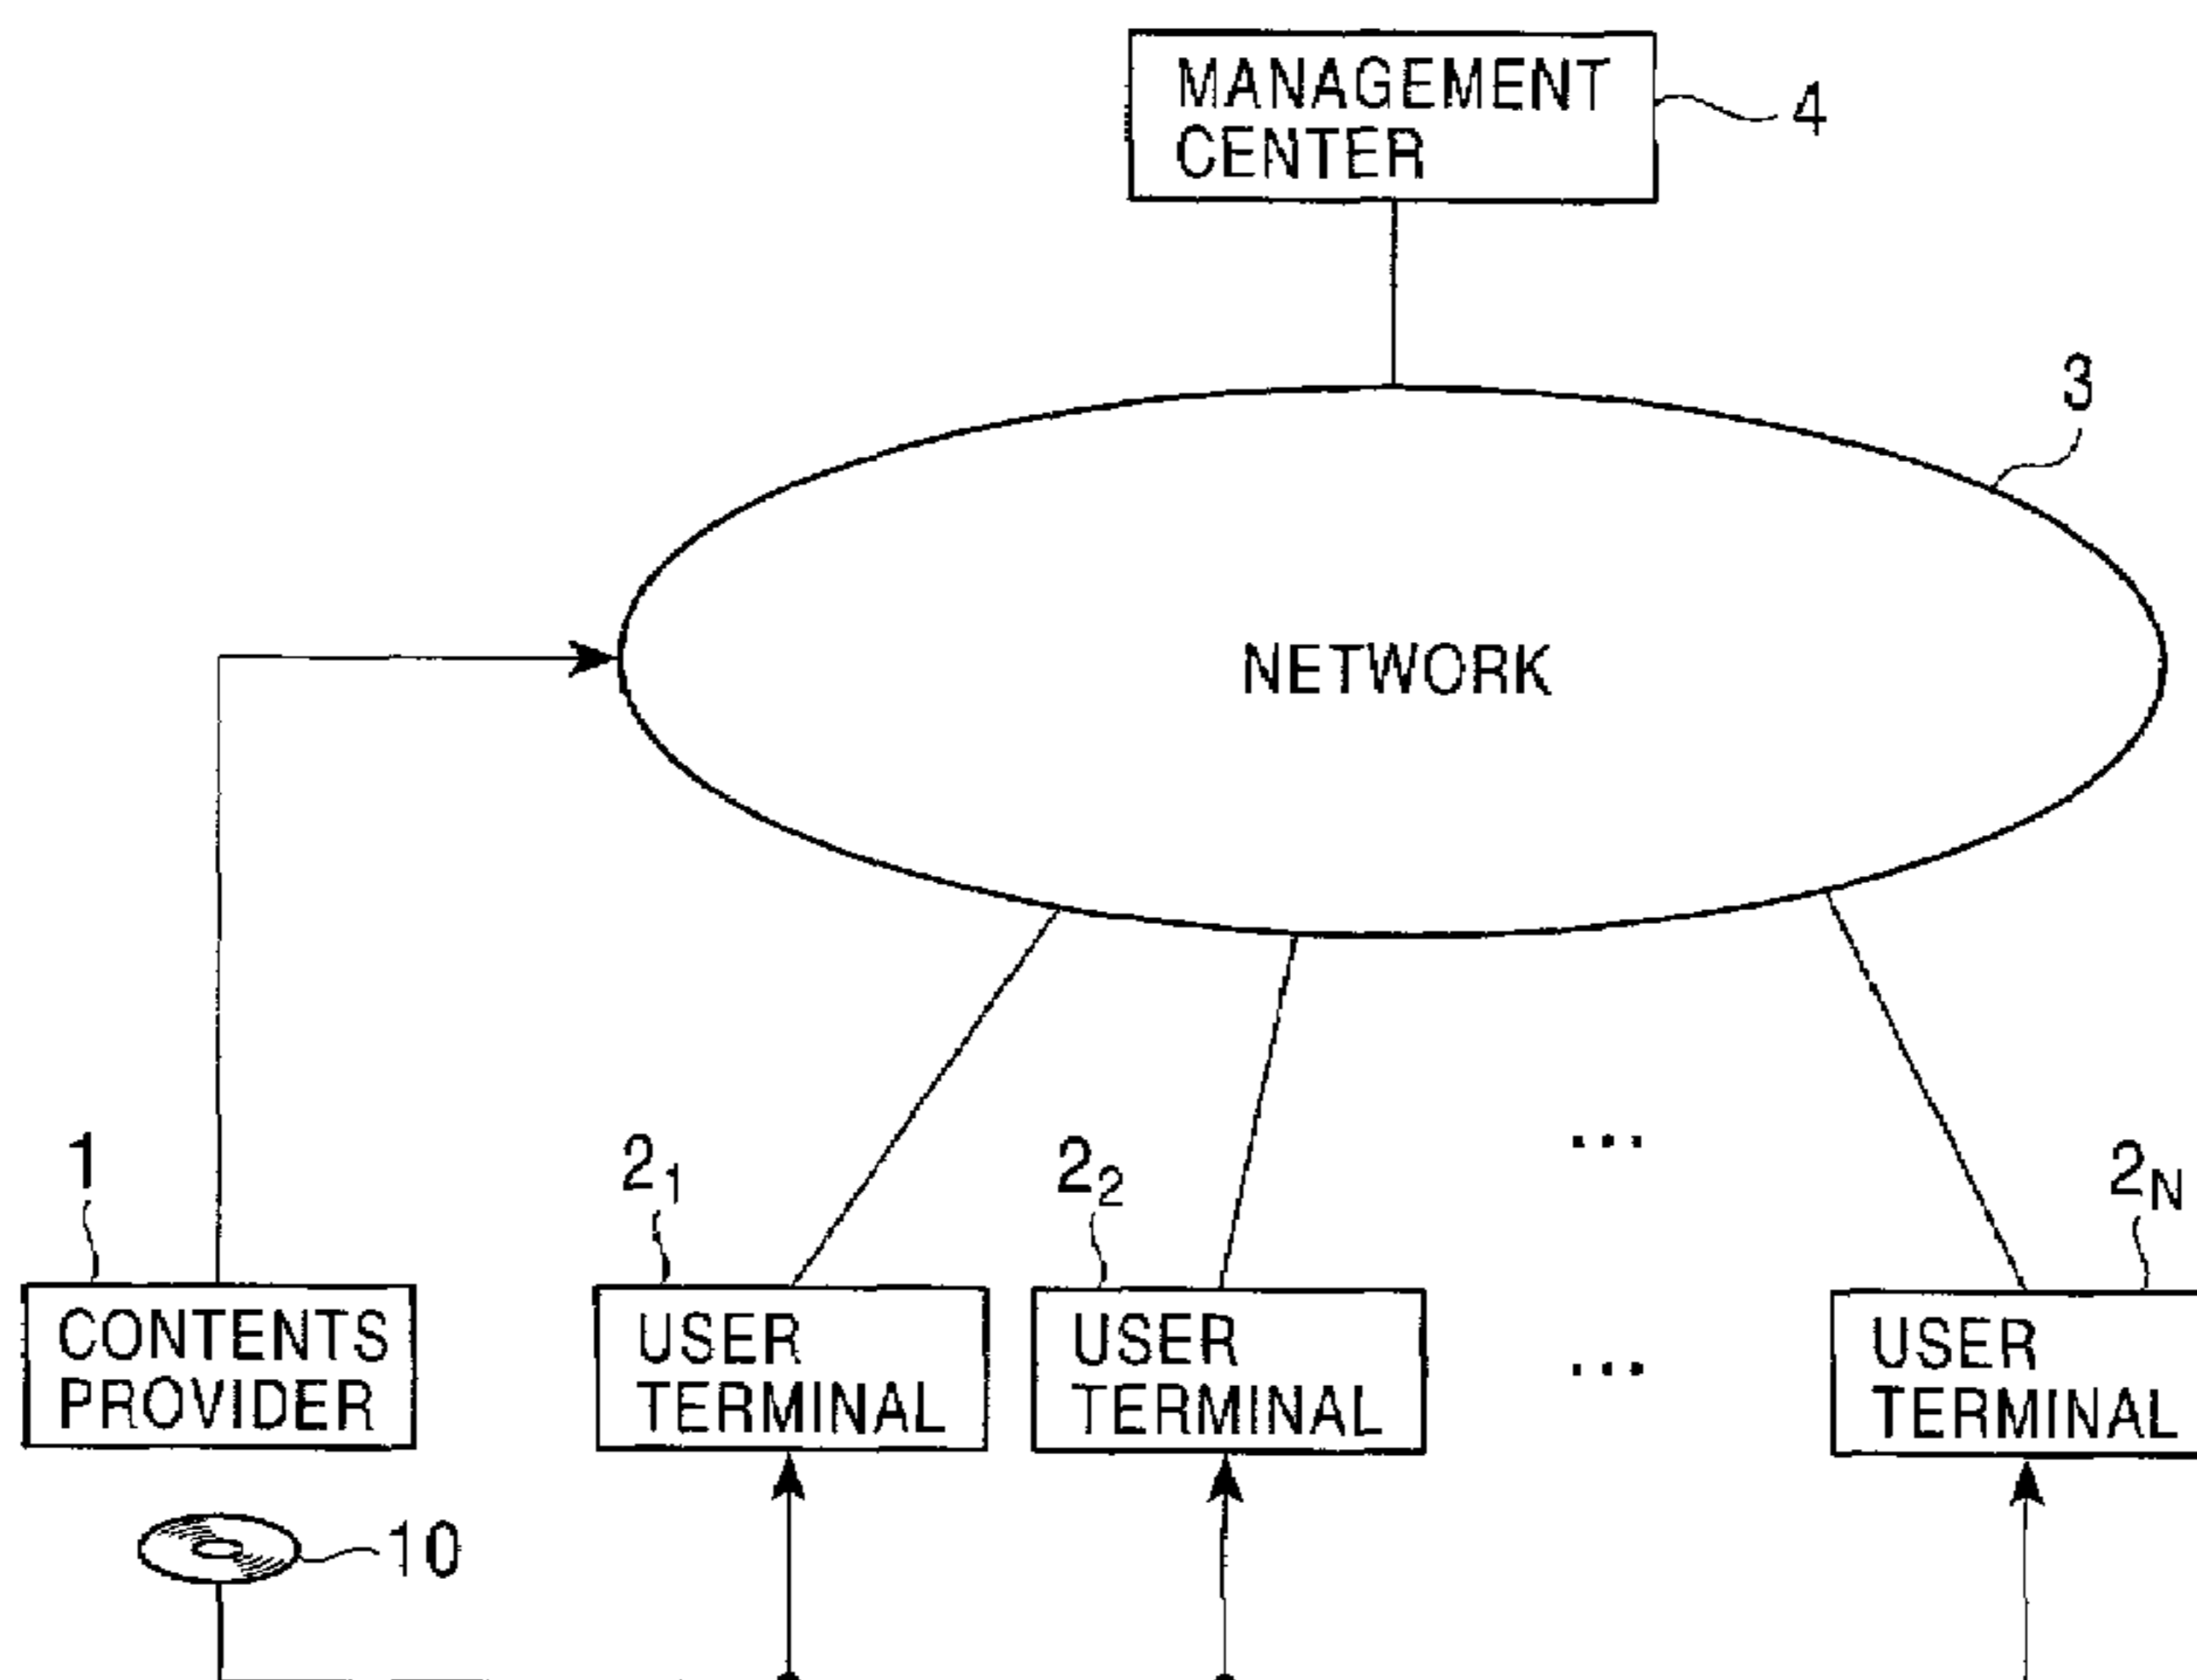 MANAGEMENT
CENTER
4
3
NETWORK
1
2₁
2₂
...
2N
CONTENTS
PROVIDER
USER
TERMINAL
USER
TERMINAL
...
USER
TERMINAL
10